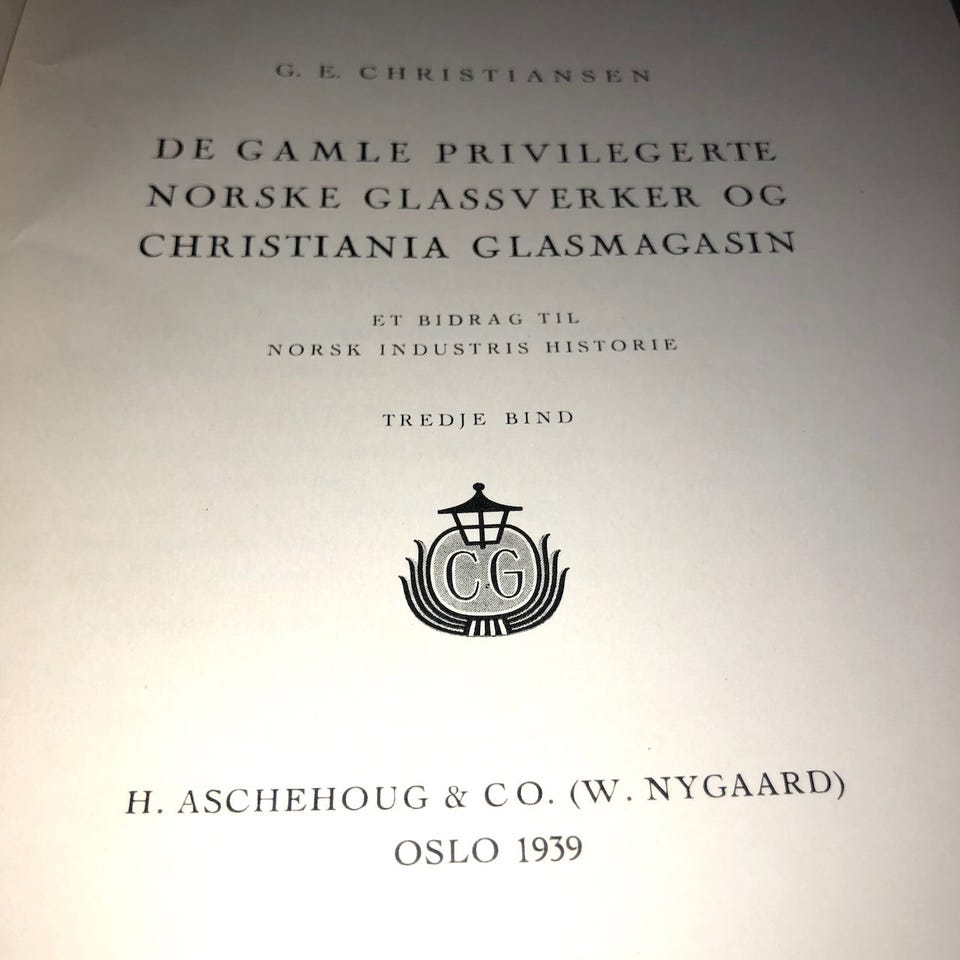 G. E. CHRISTIANSEN
DE GAMLE PRIVILEGERTE
NORSKE GLASSVERKER OG
CHRISTIANIA GLASMAGASIN
ET BIDRAG TIL
NORSK INDUSTRIS HISTORIE
TREDJE BIND
C.G
H. ASCHEHOUG & CO. (W. NYGAARD)
OSLO 1939